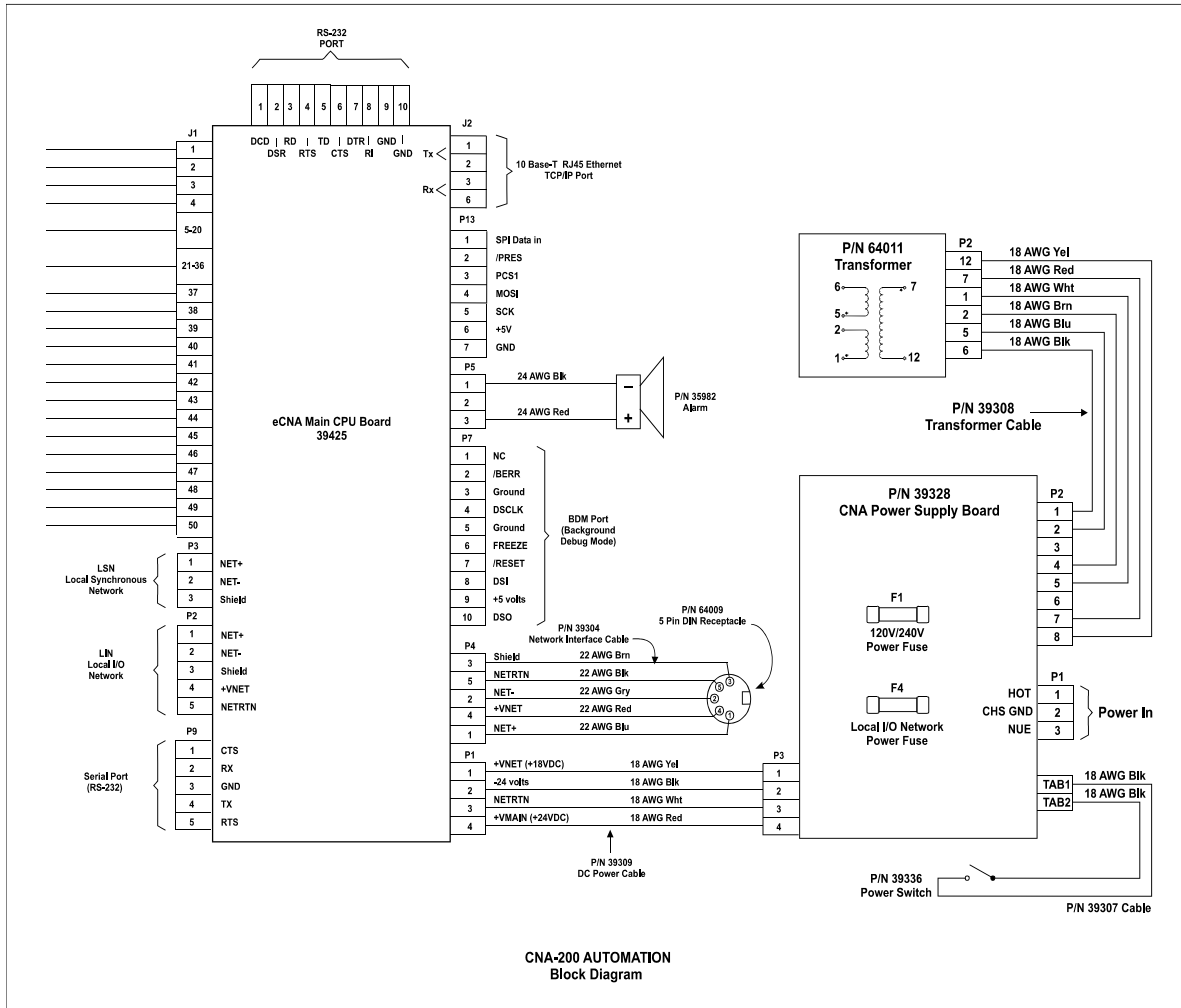 RS-232
PORT
1 2 3 4 5 6 7 8 9 10
DCD RD TD DTR GND
DSR RTS CTS RI GND
J1
1
2
3
4
5-20
21-36
37
38
39
40
41
42
43
44
45
46
47
48
49
50
eCNA Main CPU Board
39425
J2
Tx
Rx
1
2
3
6
10 Base-T RJ45 Ethernet
TCP/IP Port
P13
1 SPI Data in
2 /PRES
3 PCS1
4 MOSI
5 SCK
6 +5V
7 GND
P5
1 24 AWG Blk
2
3 24 AWG Red
−
+
P/N 35982
Alarm
P7
1 NC
2 /BERR
3 Ground
4 DSCLK
5 Ground
6 FREEZE
7 /RESET
8 DSI
9 +5 volts
10 DSO
BDM Port
(Background
Debug Mode)
P3
1 NET+
2 NET-
3 Shield
LSN
Local Synchronous
Network
P2
1 NET+
2 NET-
3 Shield
4 +VNET
5 NETRTN
LIN
Local I/O
Network
P9
1 CTS
2 RX
3 GND
4 TX
5 RTS
Serial Port
(RS-232)
P/N 39304
Network Interface Cable
P/N 64009
5 Pin DIN Receptacle
P4
3 Shield 22 AWG Brn
5 NETRTN 22 AWG Blk
2 NET- 22 AWG Gry
4 +VNET 22 AWG Red
1 NET+ 22 AWG Blu
3
5
2
4
1
P1
1 +VNET (+18VDC) 18 AWG Yel
2 -24 volts 18 AWG Blk
3 NETRTN 18 AWG Wht
4 +VMAIN (+24VDC) 18 AWG Red
P3
1
2
3
4
P/N 39309
DC Power Cable
P/N 64011
Transformer
6 7
5
2
1 12
P2
12 18 AWG Yel
7 18 AWG Red
1 18 AWG Wht
2 18 AWG Brn
5 18 AWG Blu
6 18 AWG Blk
P/N 39308
Transformer Cable
P/N 39328
CNA Power Supply Board
P2
1
2
3
4
5
6
7
8
F1
120V/240V
Power Fuse
F4
Local I/O Network
Power Fuse
P1
HOT 1
CHS GND 2
NUE 3
Power In
TAB1 18 AWG Blk
TAB2 18 AWG Blk
P/N 39336
Power Switch
P/N 39307 Cable
CNA-200 AUTOMATION
Block Diagram